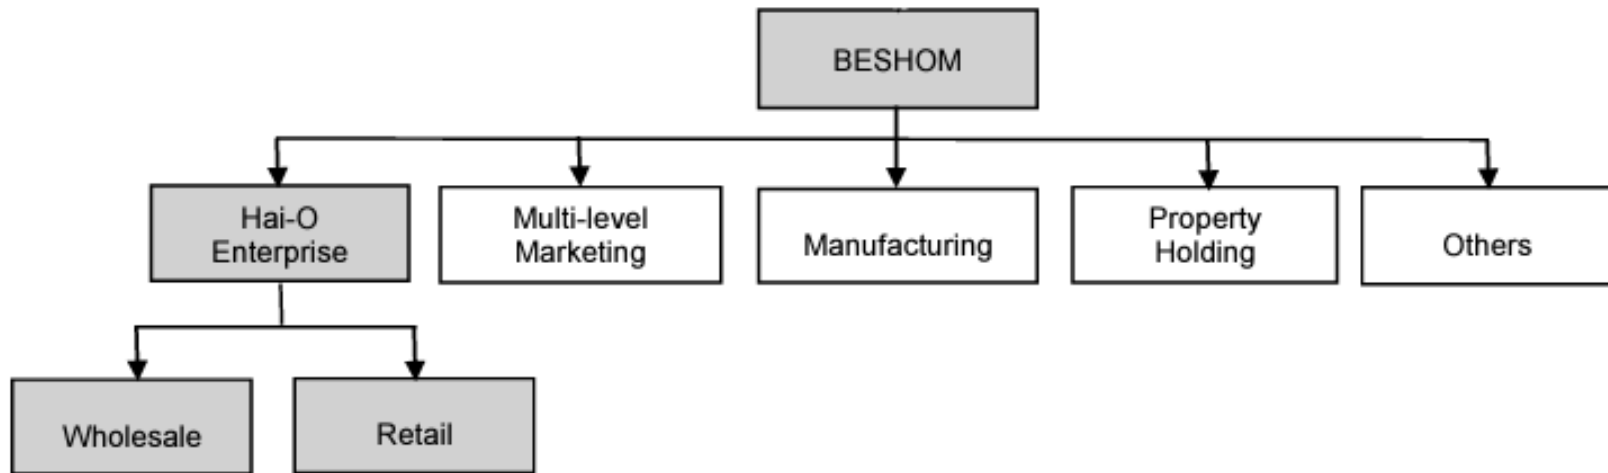 BESHOM
Hai-O
Enterprise
Multi-level
Marketing
Manufacturing
Property
Holding
Others
Wholesale
Retail